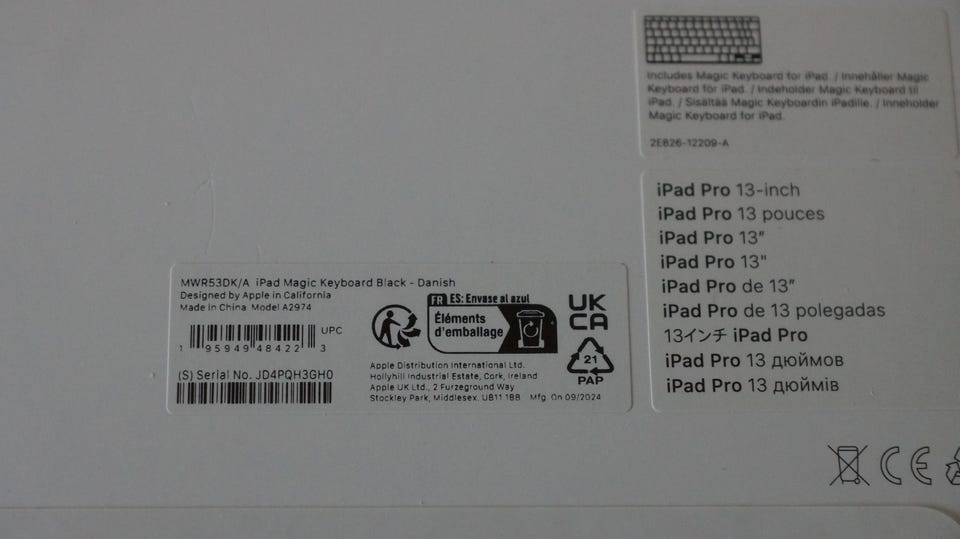 Includes Magic Keyboard for iPad. / Innehåller Magic
Keyboard för iPad. / Indeholder Magic Keyboard til
iPad. / Sisältää Magic Keyboardin iPadille. / Inneholder
Magic Keyboard for iPad.
2E826-12209-A
iPad Pro 13-inch
iPad Pro 13 pouces
iPad Pro 13″
iPad Pro 13"
iPad Pro de 13″
iPad Pro de 13 polegadas
13インチ iPad Pro
iPad Pro 13 дюймов
iPad Pro 13 дюймів
MWR53DK/A iPad Magic Keyboard Black - Danish
Designed by Apple in California
Made in China Model A2974
UPC
1 95949 48422 3
(S) Serial No. JD4PQH3GH0
FR ES: Envase al azul
Éléments
d'emballage
UK
CA
21
PAP
Apple Distribution International Ltd.
Hollyhill Industrial Estate, Cork, Ireland
Apple UK Ltd., 2 Furzeground Way
Stockley Park, Middlesex, UB11 1BB Mfg. On 09/2024
CE